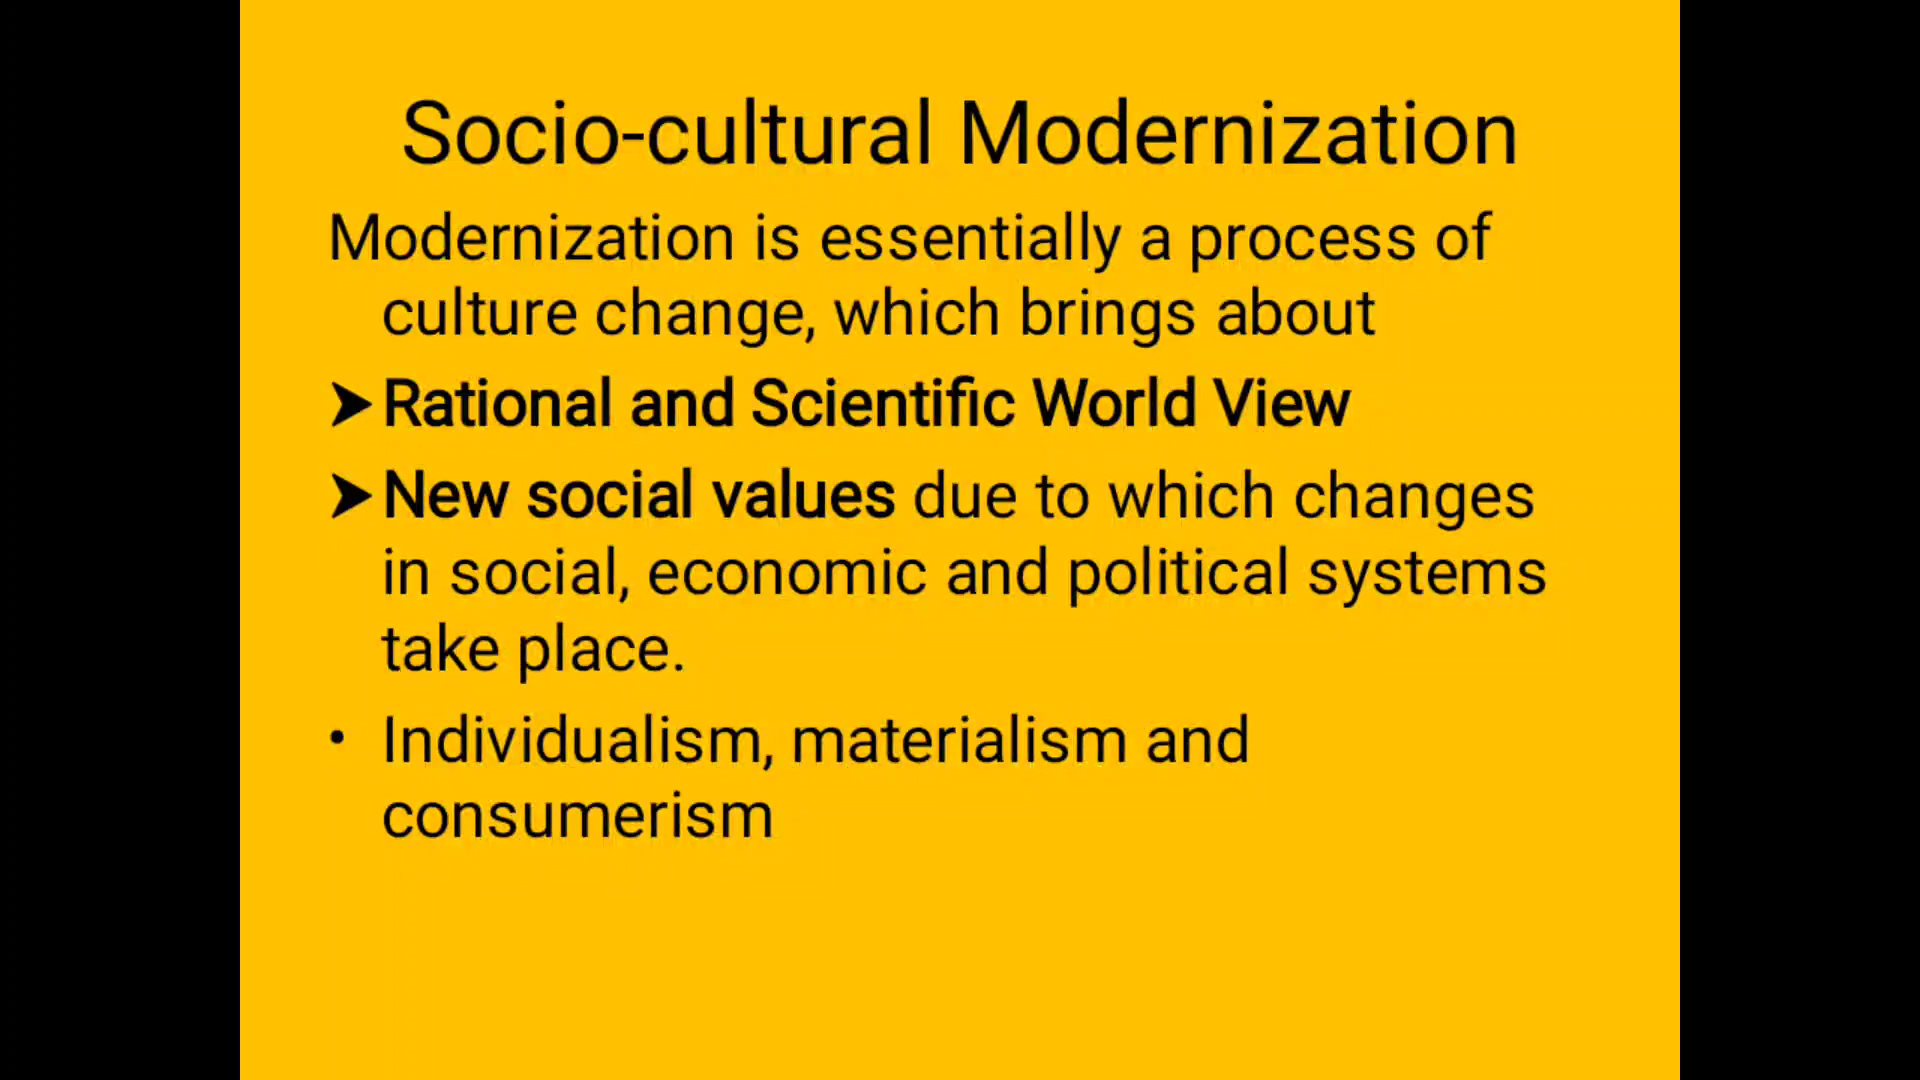 Socio-cultural Modernization
Modernization is essentially a process of
culture change, which brings about
➤Rational and Scientific World View
➤New social values due to which changes
in social, economic and political systems
take place.
• Individualism, materialism and
consumerism